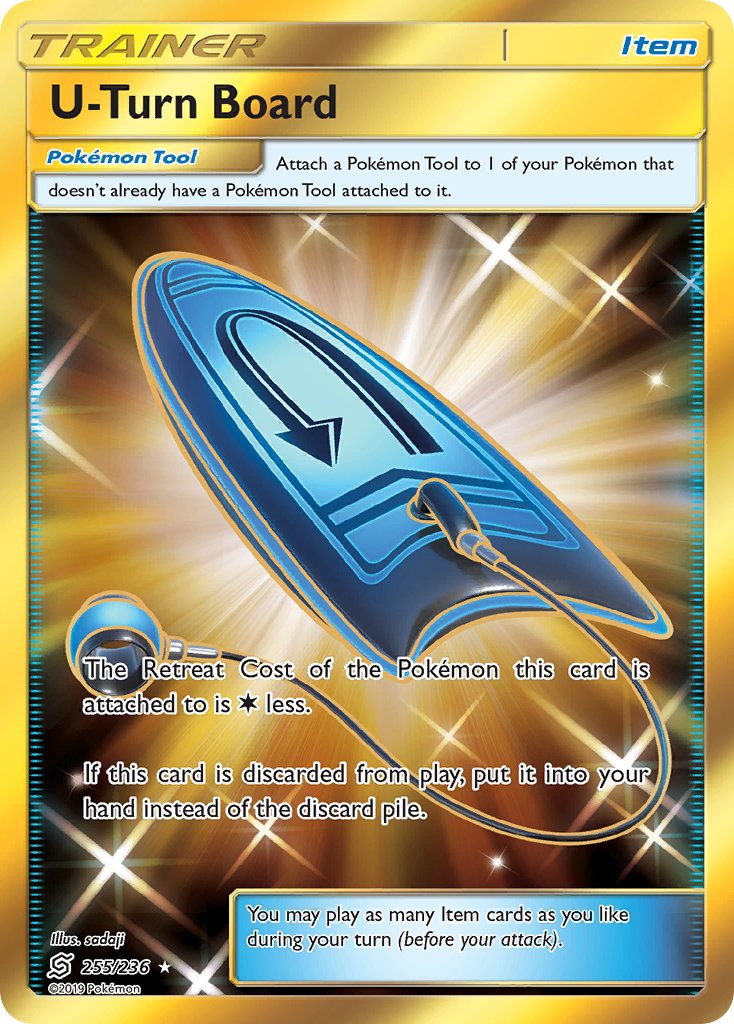 TRAINER
Item
U-Turn Board
Pokémon Tool
Attach a Pokémon Tool to 1 of your Pokémon that
doesn't already have a Pokémon Tool attached to it.
The Retreat Cost of the Pokémon this card is
attached to is less.
If this card is discarded from play, put it into your
hand instead of the discard pile.
You may play as many Item cards as you like
during your turn (before your attack).
Illus. sadaji
255/236 ★
©2019 Pokémon